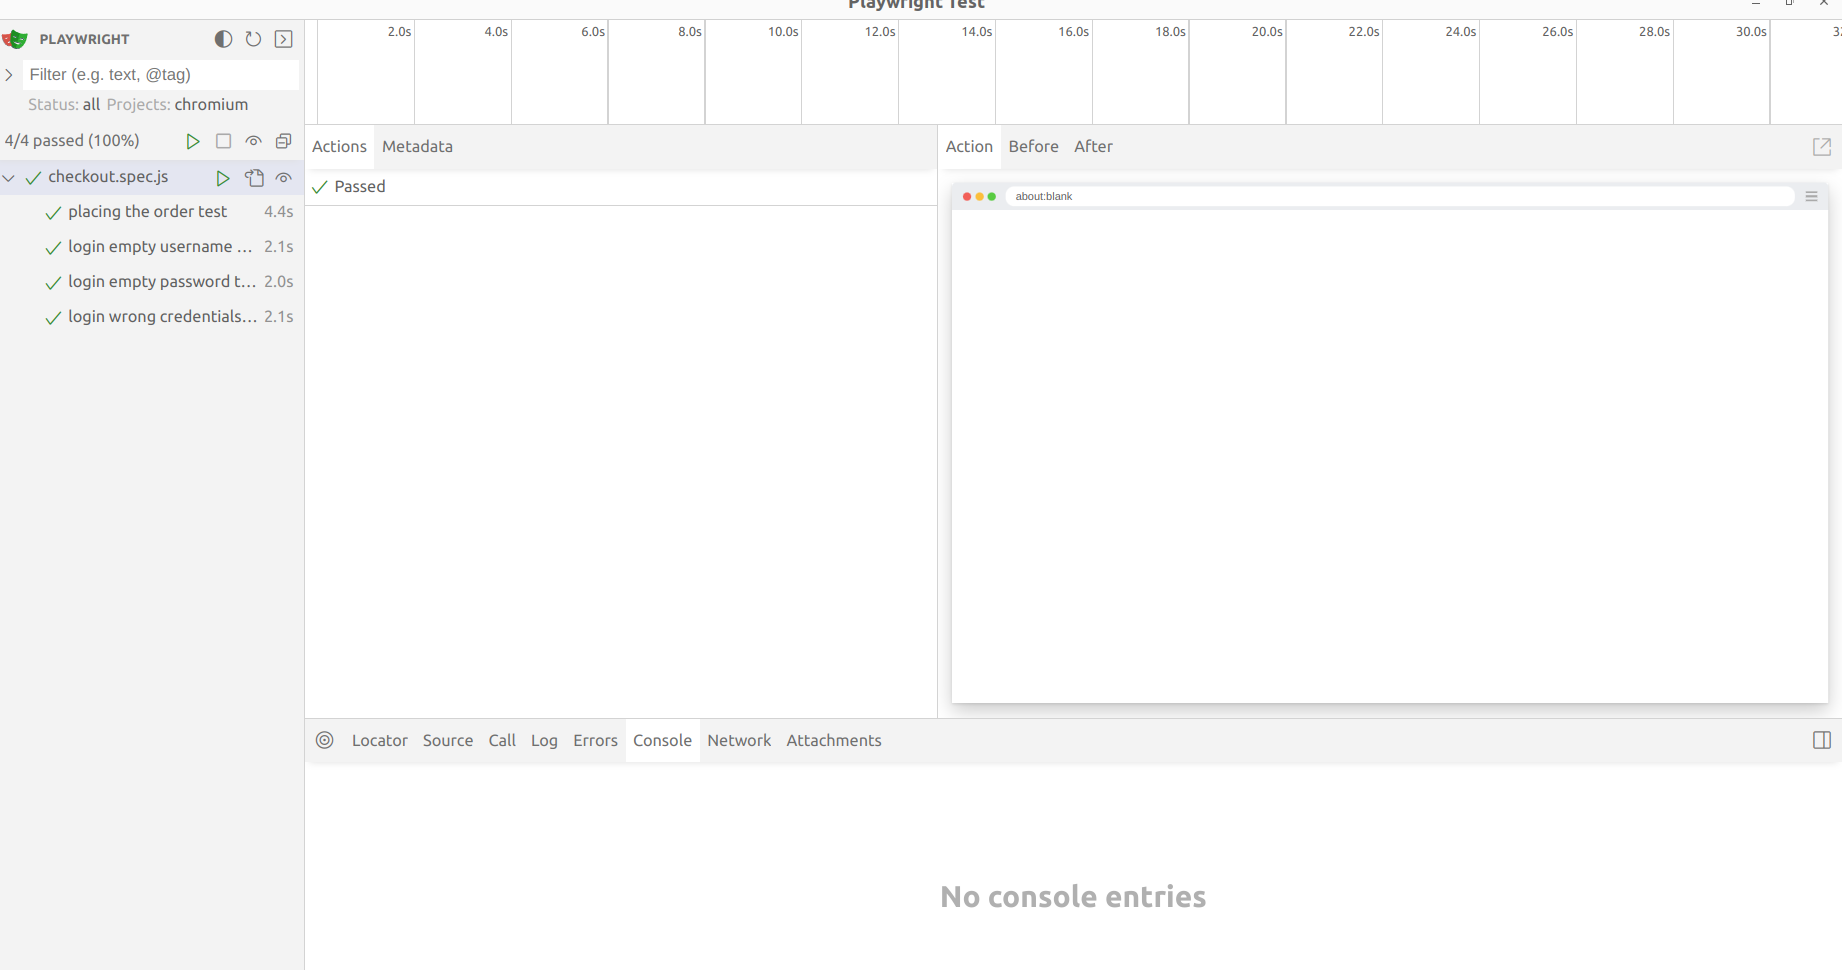 Playwright Test
PLAYWRIGHT
Filter (e.g. text, @tag)
Status: all Projects: chromium
4/4 passed (100%)
checkout.spec.js
placing the order test 4.4s
login empty username ... 2.1s
login empty password t... 2.0s
login wrong credentials... 2.1s
2.0s 4.0s 6.0s 8.0s 10.0s 12.0s 14.0s 16.0s 18.0s 20.0s 22.0s 24.0s 26.0s 28.0s 30.0s
Actions Metadata
Passed
Action Before After
about:blank
Locator Source Call Log Errors Console Network Attachments
No console entries